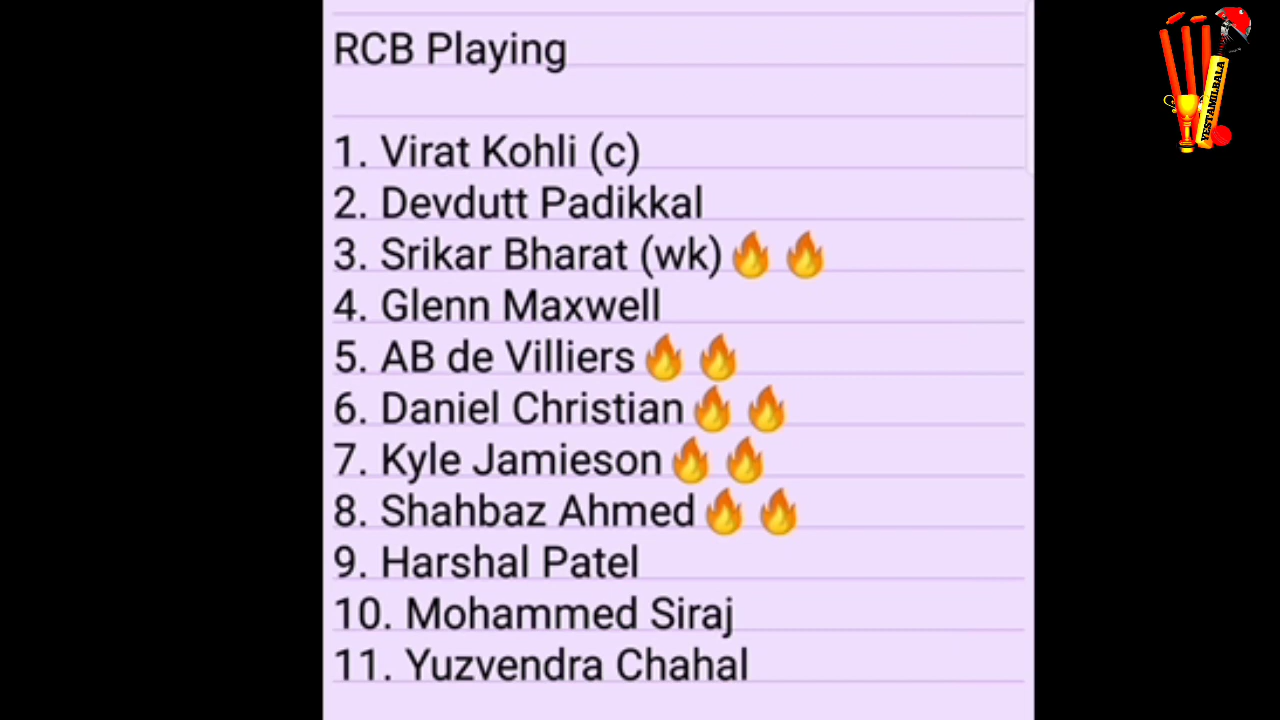 RCB Playing
1. Virat Kohli (c)
2. Devdutt Padikkal
3. Srikar Bharat (wk)🔥🔥
4. Glenn Maxwell
5. AB de Villiers🔥🔥
6. Daniel Christian🔥🔥
7. Kyle Jamieson🔥🔥
8. Shahbaz Ahmed🔥🔥
9. Harshal Patel
10. Mohammed Siraj
11. Yuzvendra Chahal
YESTAMILBALA